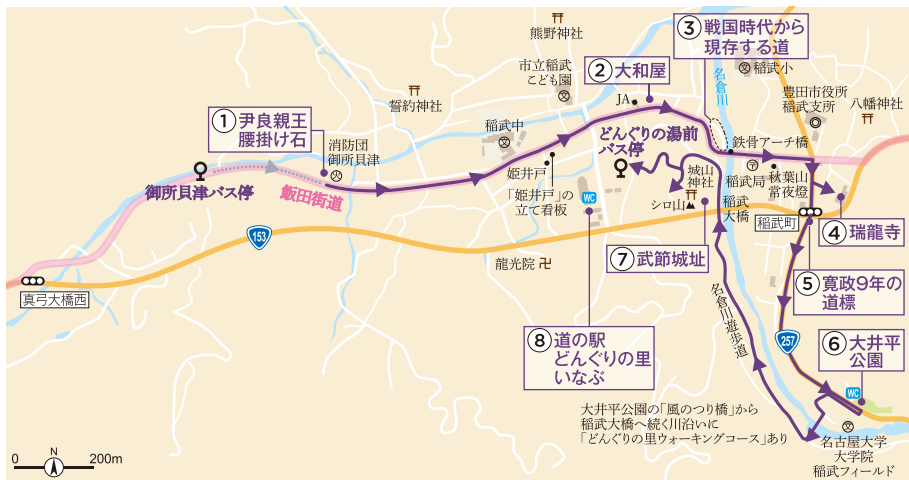 熊野神社
③戦国時代から
現存する道
市立稲武
こども園
②大和屋
名倉川
稲武小
JA
豊田市役所
稲武支所
八幡神社
誓約神社
①尹良親王
腰掛け石
消防団
御所貝津
稲武中
どんぐりの湯前
バス停
鉄骨アーチ橋
御所貝津バス停
飯田街道
姫井戸
「姫井戸」の
立て看板
城山
神社
稲武局
秋葉山
常夜燈
WC
シロ山
稲武
大橋
稲武町
④瑞龍寺
153
龍光院
⑦武節城址
⑤寛政9年の
道標
真弓大橋西
名倉川遊歩道
⑧道の駅
どんぐりの里
いなぶ
257
⑥大井平
公園
WC
大井平公園の「風のつり橋」から
稲武大橋へ続く川沿いに
「どんぐりの里ウォーキングコース」あり
名古屋大学
大学院
稲武フィールド
0 N 200m